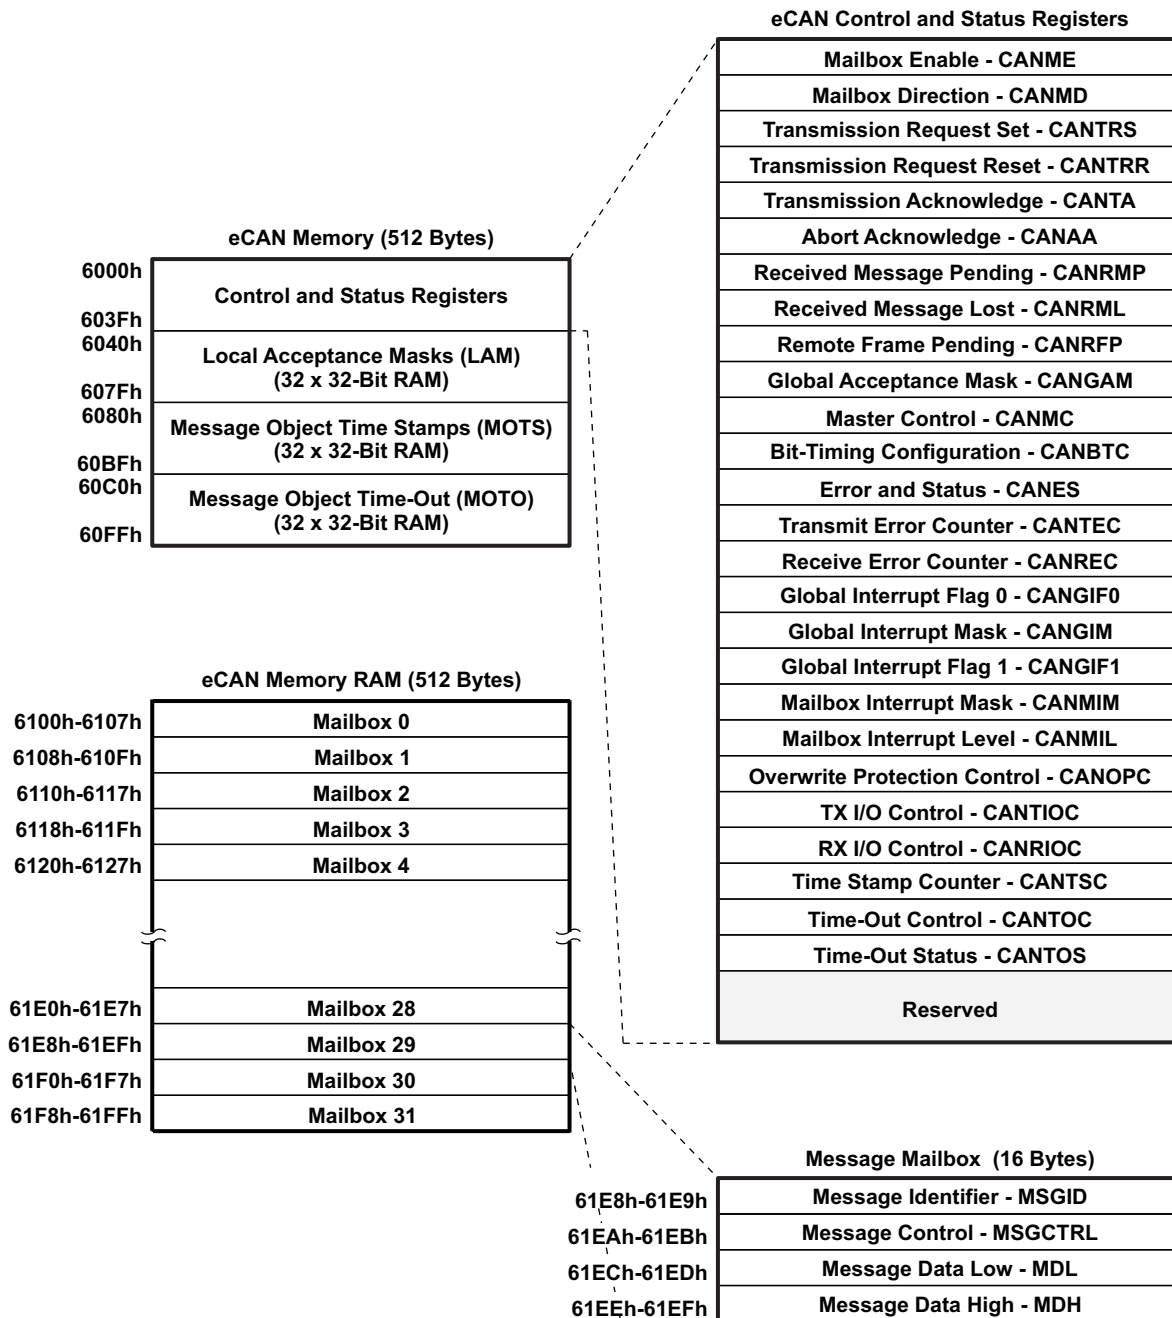 eCAN Control and Status Registers
Mailbox Enable - CANME
Mailbox Direction - CANMD
Transmission Request Set - CANTRS
Transmission Request Reset - CANTRR
Transmission Acknowledge - CANTA
Abort Acknowledge - CANAA
Received Message Pending - CANRMP
Received Message Lost - CANRML
Remote Frame Pending - CANRFP
Global Acceptance Mask - CANGAM
Master Control - CANMC
Bit-Timing Configuration - CANBTC
Error and Status - CANES
Transmit Error Counter - CANTEC
Receive Error Counter - CANREC
Global Interrupt Flag 0 - CANGIF0
Global Interrupt Mask - CANGIM
Global Interrupt Flag 1 - CANGIF1
Mailbox Interrupt Mask - CANMIM
Mailbox Interrupt Level - CANMIL
Overwrite Protection Control - CANOPC
TX I/O Control - CANTIOC
RX I/O Control - CANRIOC
Time Stamp Counter - CANTSC
Time-Out Control - CANTOC
Time-Out Status - CANTOS
Reserved
eCAN Memory (512 Bytes)
6000h
Control and Status Registers
603Fh
6040h
Local Acceptance Masks (LAM)
(32 x 32-Bit RAM)
607Fh
6080h
Message Object Time Stamps (MOTS)
(32 x 32-Bit RAM)
60BFh
60C0h
Message Object Time-Out (MOTO)
(32 x 32-Bit RAM)
60FFh
eCAN Memory RAM (512 Bytes)
6100h-6107h Mailbox 0
6108h-610Fh Mailbox 1
6110h-6117h Mailbox 2
6118h-611Fh Mailbox 3
6120h-6127h Mailbox 4
61E0h-61E7h Mailbox 28
61E8h-61EFh Mailbox 29
61F0h-61F7h Mailbox 30
61F8h-61FFh Mailbox 31
Message Mailbox (16 Bytes)
61E8h-61E9h Message Identifier - MSGID
61EAh-61EBh Message Control - MSGCTRL
61ECh-61EDh Message Data Low - MDL
61EEh-61EFh Message Data High - MDH